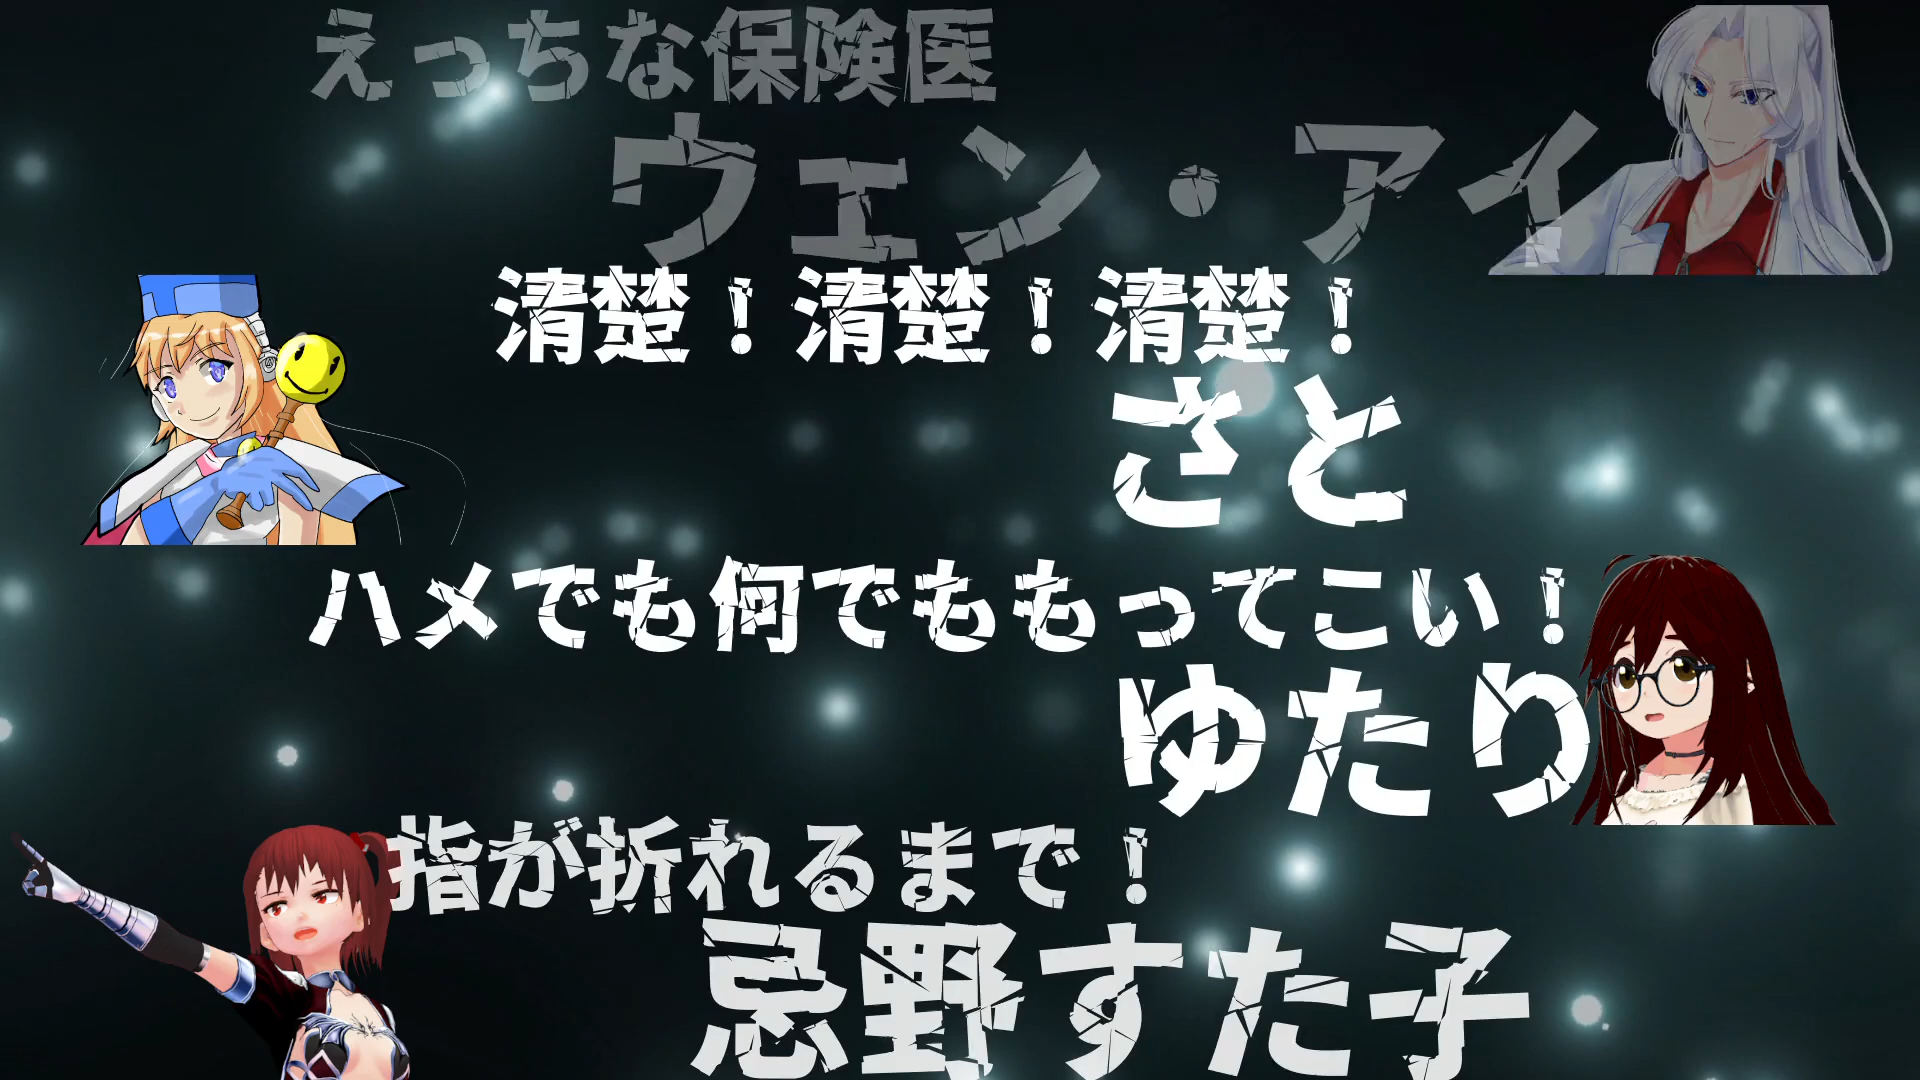 えっちな保険医
ウェン・アイ
清楚！清楚！清楚！
さと
ハメでも何でももってこい！
ゆたり
指が折れるまで！
忌野すた子